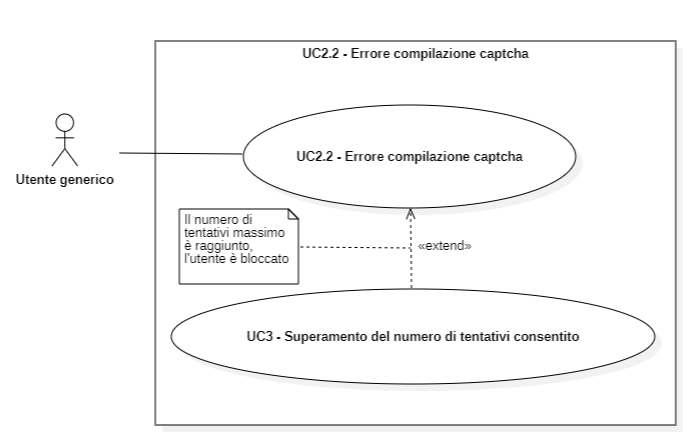 UC2.2 - Errore compilazione captcha
UC2.2 - Errore compilazione captcha
Utente generico
Il numero di
tentativi massimo
è raggiunto,
l'utente è bloccato
«extend»
UC3 - Superamento del numero di tentativi consentito